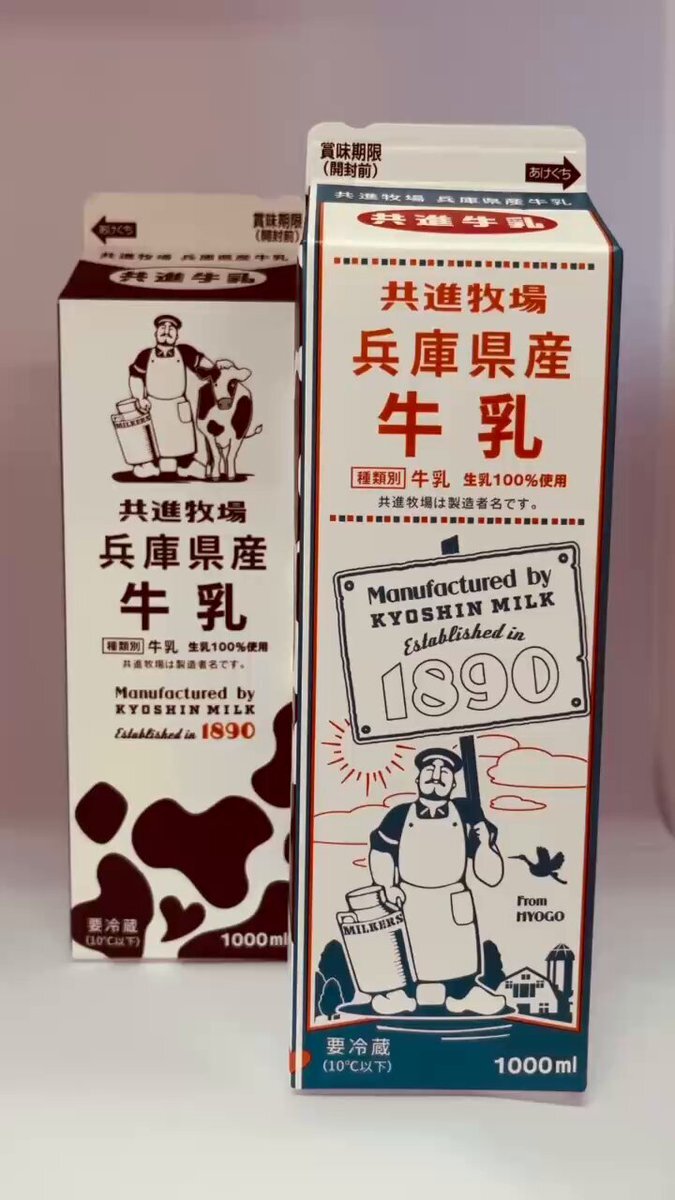 賞味期限
(開封前)
あけぐち
共進牧場 兵庫県産牛乳
共進牛乳
共進牧場
兵庫県産
牛乳
種類別 牛乳 生乳100%使用
共進牧場は製造者名です。
Manufactured by
KYOSHIN MILK
Established in
1890
MILKERS
From
HYOGO
要冷蔵
(10℃以下)
1000ml
あけぐち
賞味期限
(開封前)
共進牧場 兵庫県産牛乳
共進牛乳
MILKERS
共進牧場
兵庫県産
牛乳
種類別 牛乳 生乳100%使用
共進牧場は製造者名です。
Manufactured by
KYOSHIN MILK
Established in 1890
要冷蔵
(10℃以下)
1000ml